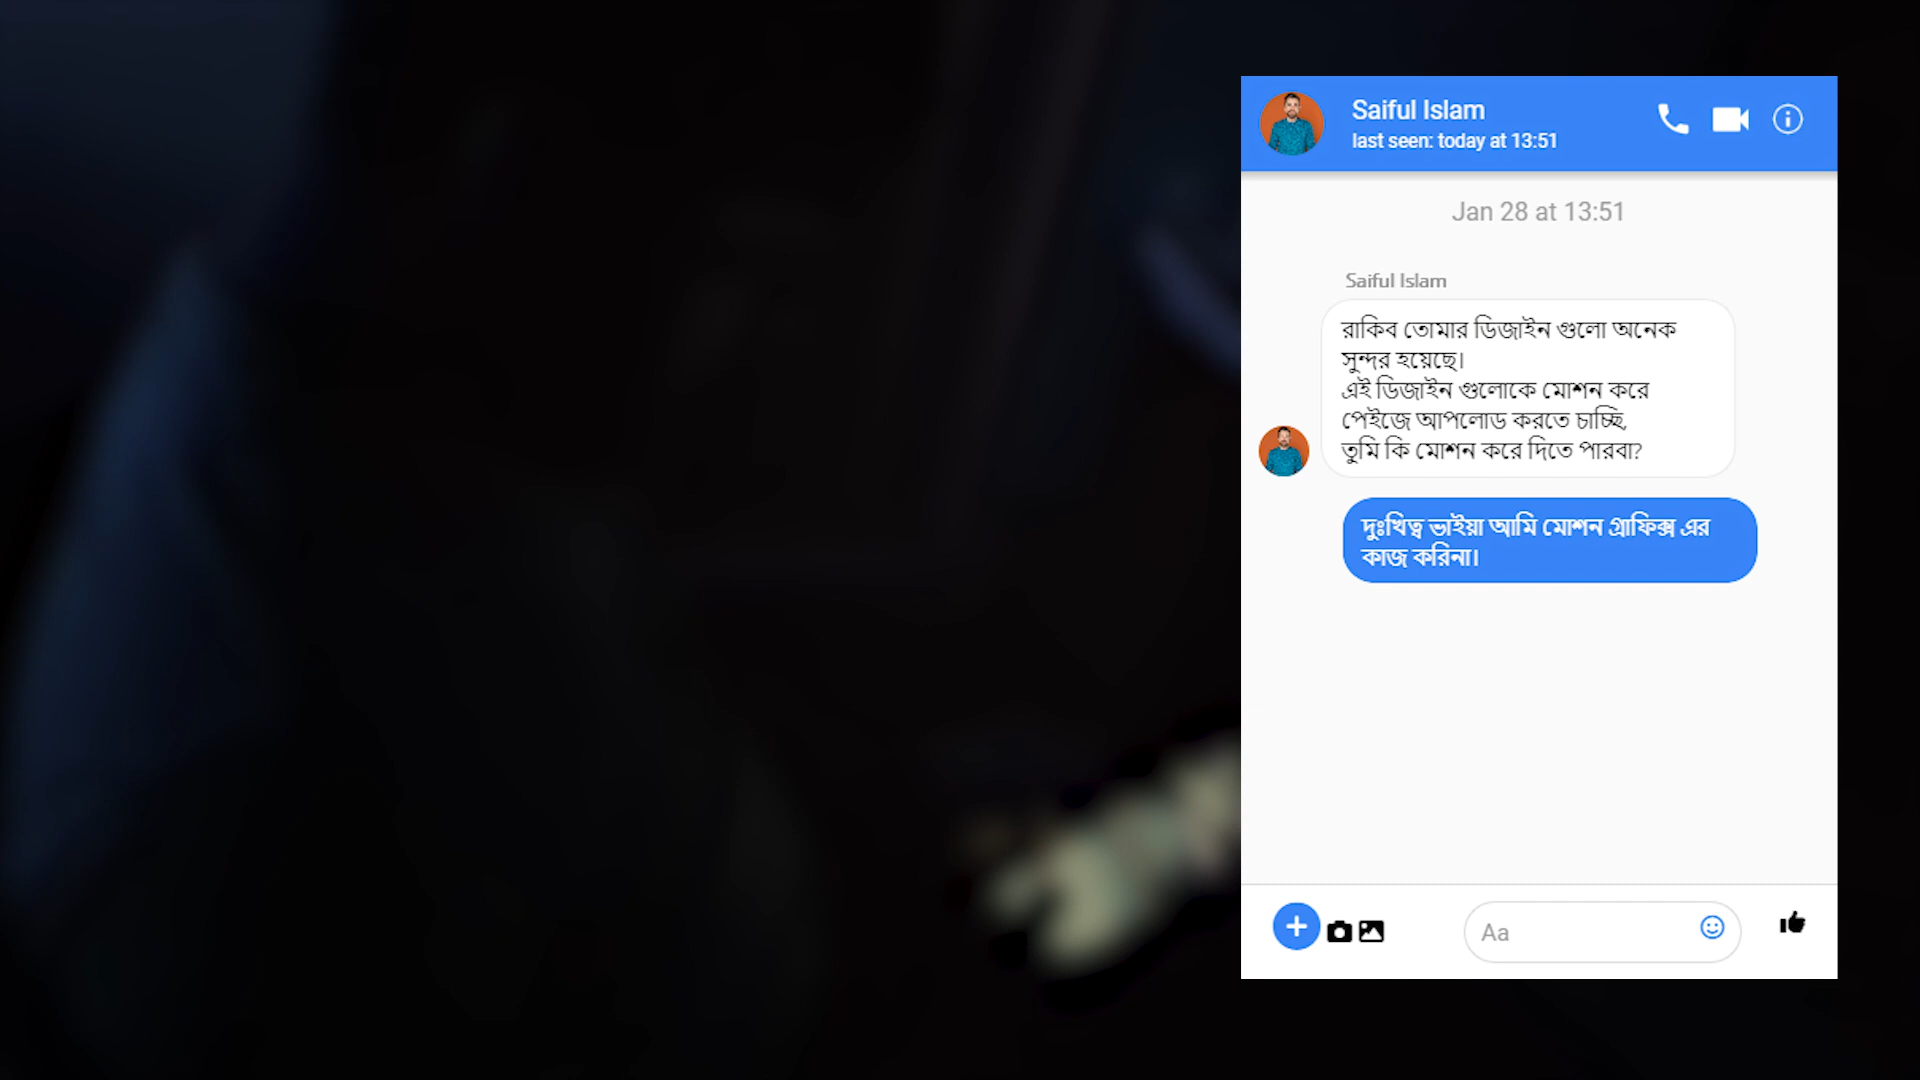 Saiful Islam
last seen: today at 13:51
Jan 28 at 13:51
Saiful Islam
রাকিব তোমার ডিজাইন গুলো অনেক
সুন্দর হয়েছে।
এই ডিজাইন গুলোকে মোশন করে
পেইজে আপলোড করতে চাচ্ছি,
তুমি কি মোশন করে দিতে পারবা?
দুঃখিত্ব ভাইয়া আমি মোশন গ্রাফিক্স এর
কাজ করিনা।
Aa